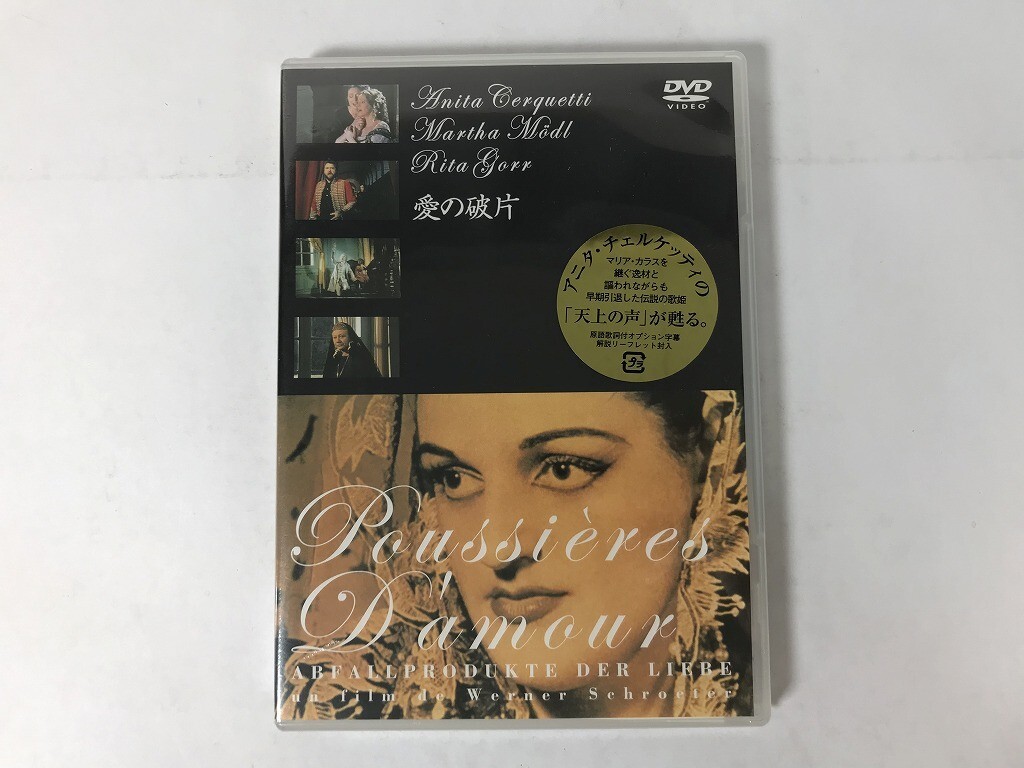 Anita Cerquetti
Martha Mödl
Rita Gorr
愛の破片
DVD
VIDEO
アニタ・チェルケッティの
マリア・カラスを
継ぐ逸材と
謳われながらも
早期引退した伝説の歌姫
「天上の声」が甦る。
原語歌詞付オプション字幕
解説リーフレット封入
プラ
Poussières
D'amour
ABFALLPRODUKTE DER LIEBE
un film de Werner Schroeter